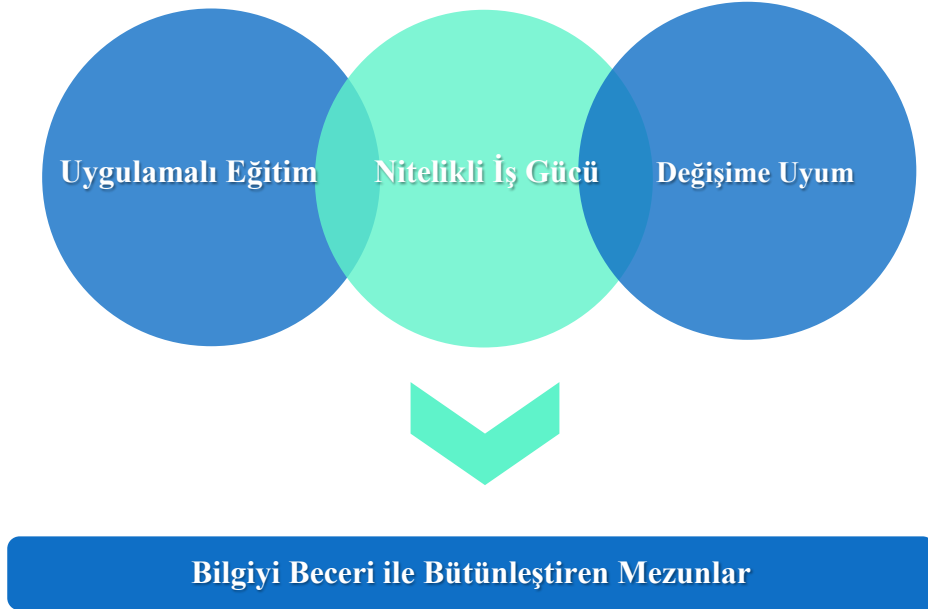 Uygulamalı Eğitim
Nitelikli İş Gücü
Değişime Uyum
Bilgiyi Beceri ile Bütünleştiren Mezunlar